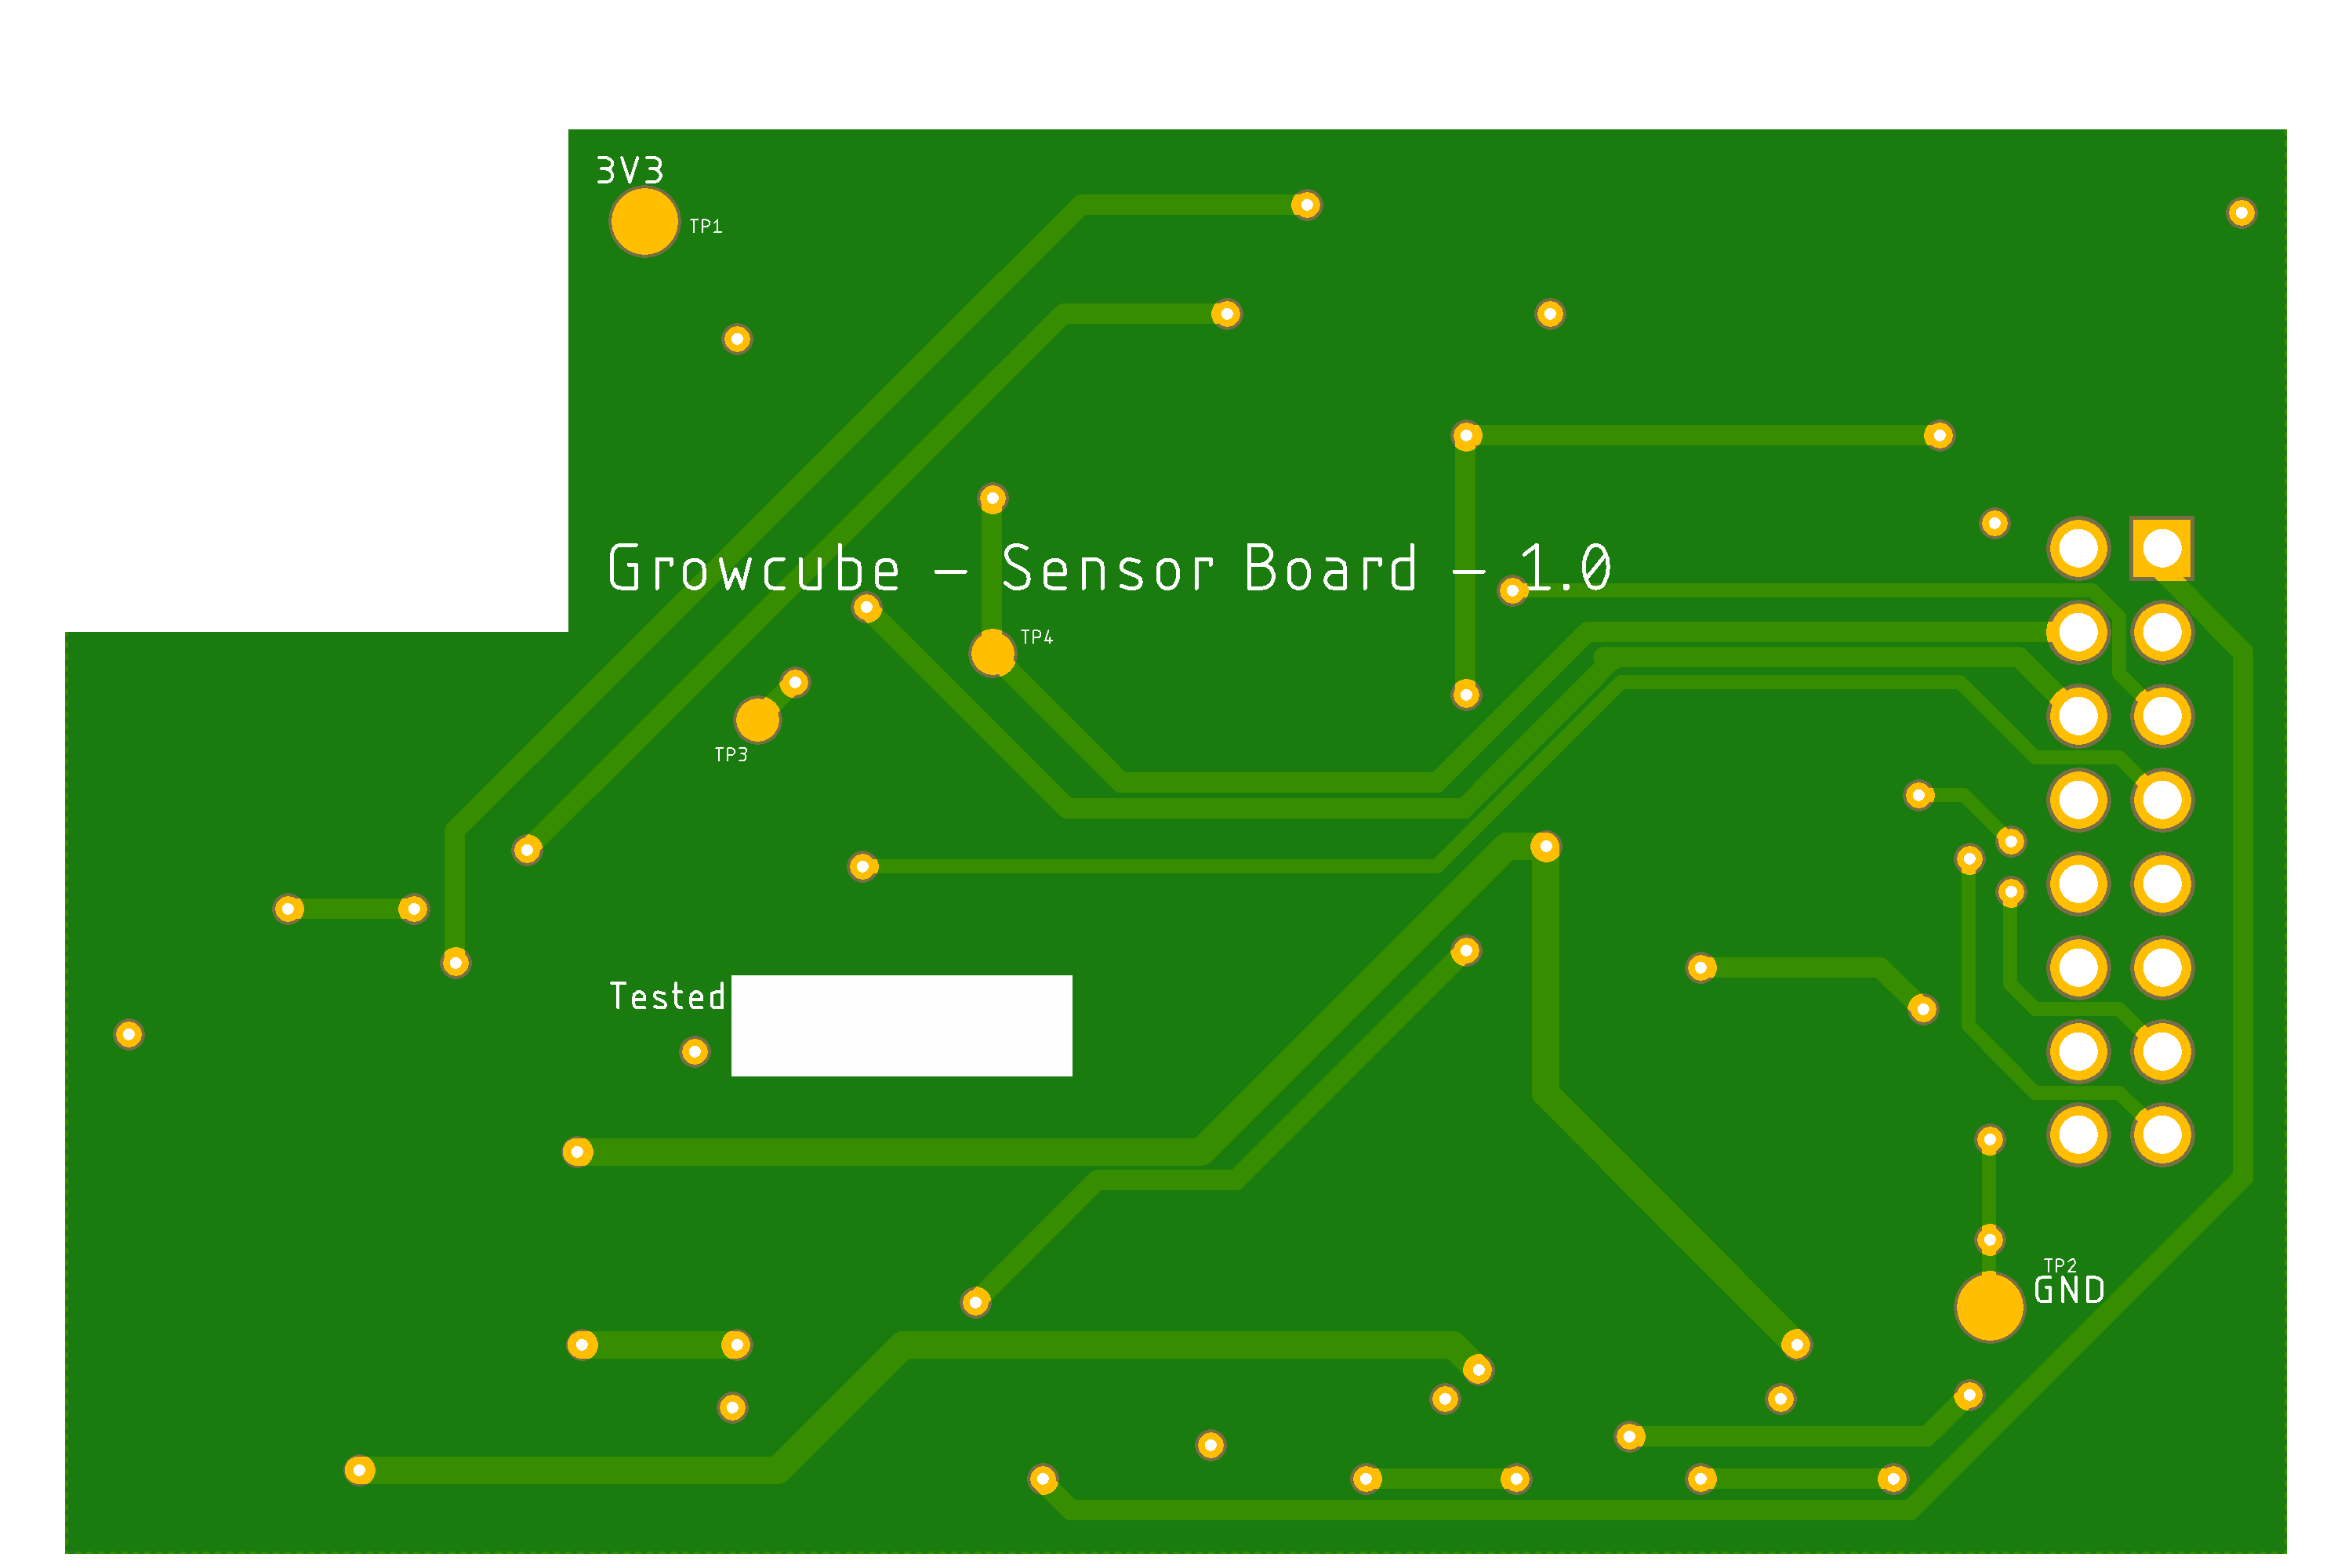 3V3
TP1
Growcube - Sensor Board - 1.0
TP4
TP3
Tested
TP2
GND